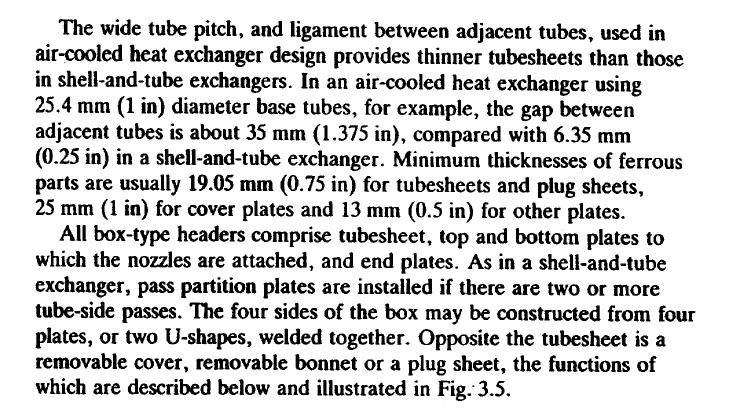 The wide tube pitch, and ligament between adjacent tubes, used in
air-cooled heat exchanger design provides thinner tubesheets than those
in shell-and-tube exchangers. In an air-cooled heat exchanger using
25.4 mm (1 in) diameter base tubes, for example, the gap between
adjacent tubes is about 35 mm (1.375 in), compared with 6.35 mm
(0.25 in) in a shell-and-tube exchanger. Minimum thicknesses of ferrous
parts are usually 19.05 mm (0.75 in) for tubesheets and plug sheets,
25 mm (1 in) for cover plates and 13 mm (0.5 in) for other plates.
All box-type headers comprise tubesheet, top and bottom plates to
which the nozzles are attached, and end plates. As in a shell-and-tube
exchanger, pass partition plates are installed if there are two or more
tube-side passes. The four sides of the box may be constructed from four
plates, or two U-shapes, welded together. Opposite the tubesheet is a
removable cover, removable bonnet or a plug sheet, the functions of
which are described below and illustrated in Fig. 3.5.